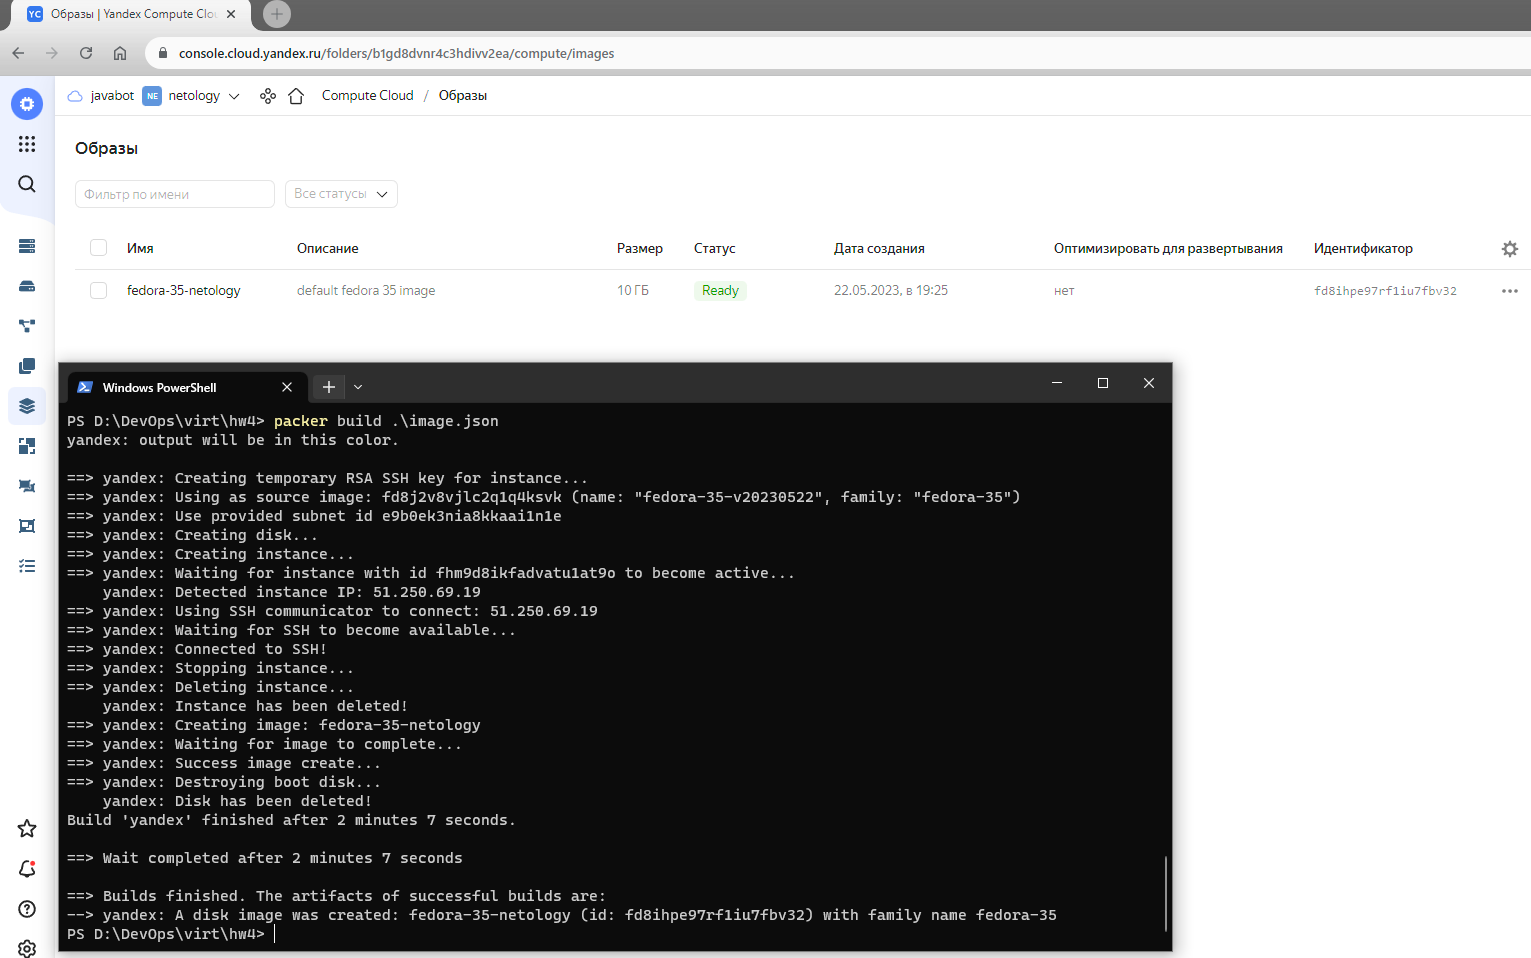 YC Образы | Yandex Compute Clo
console.cloud.yandex.ru/folders/b1gd8dvnr4c3hdivv2ea/compute/images
javabot NE netology Compute Cloud / Образы
Образы
Фильтр по имени Все статусы
Имя Описание Размер Статус Дата создания Оптимизировать для развертывания Идентификатор
fedora-35-netology default fedora 35 image 10 ГБ Ready 22.05.2023, в 19:25 нет fd8ihpe97rf1iu7fbv32
Windows PowerShell
PS D:\DevOps\virt\hw4> packer build .\image.json
yandex: output will be in this color.
==> yandex: Creating temporary RSA SSH key for instance...
==> yandex: Using as source image: fd8j2v8vjlc2q1q4ksvk (name: "fedora-35-v20230522", family: "fedora-35")
==> yandex: Use provided subnet id e9b0ek3nia8kkaai1n1e
==> yandex: Creating disk...
==> yandex: Creating instance...
==> yandex: Waiting for instance with id fhm9d8ikfadvatu1at9o to become active...
yandex: Detected instance IP: 51.250.69.19
==> yandex: Using SSH communicator to connect: 51.250.69.19
==> yandex: Waiting for SSH to become available...
==> yandex: Connected to SSH!
==> yandex: Stopping instance...
==> yandex: Deleting instance...
yandex: Instance has been deleted!
==> yandex: Creating image: fedora-35-netology
==> yandex: Waiting for image to complete...
==> yandex: Success image create...
==> yandex: Destroying boot disk...
yandex: Disk has been deleted!
Build 'yandex' finished after 2 minutes 7 seconds.
==> Wait completed after 2 minutes 7 seconds
==> Builds finished. The artifacts of successful builds are:
--> yandex: A disk image was created: fedora-35-netology (id: fd8ihpe97rf1iu7fbv32) with family name fedora-35
PS D:\DevOps\virt\hw4>